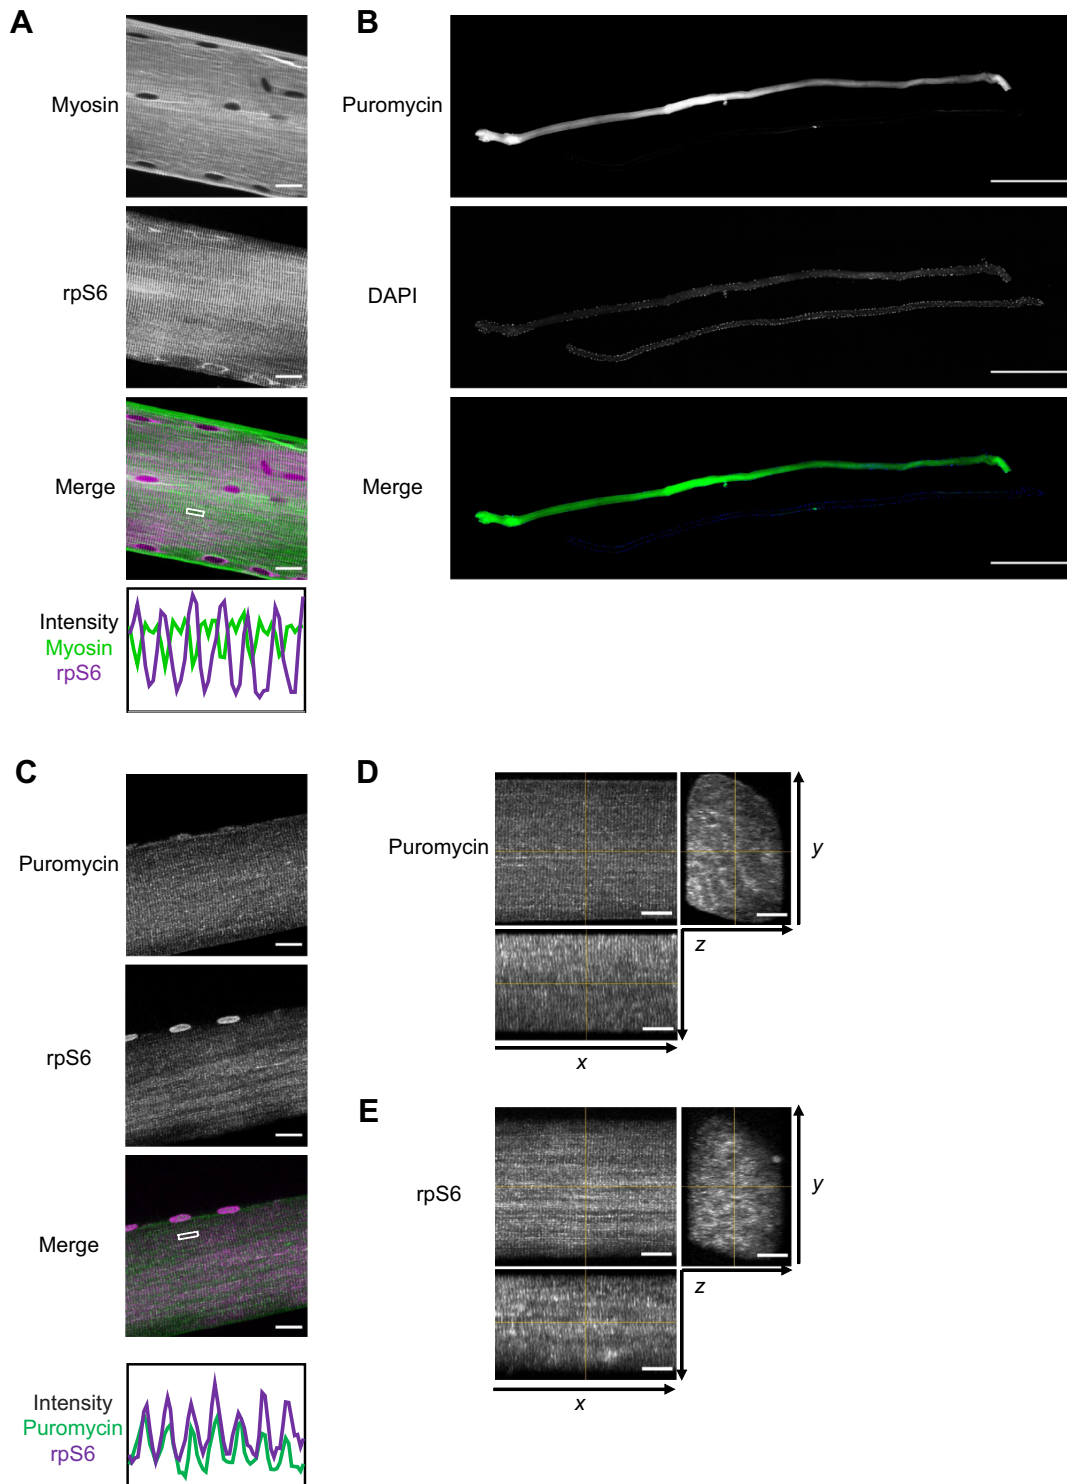 A
B
Myosin
Puromycin
rpS6
DAPI
Merge
Merge
Intensity
Myosin
rpS6
C
D
Puromycin
Puromycin
y
z
rpS6
x
E
rpS6
y
Merge
z
x
Intensity
Puromycin
rpS6